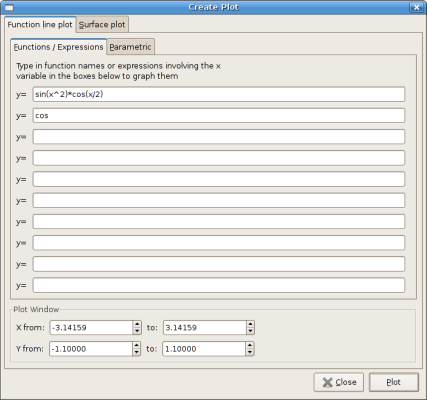 Create Plot
Function line plot Surface plot
Functions / Expressions Parametric
Type in function names or expressions involving the x
variable in the boxes below to graph them
y= sin(x^2)*cos(x/2)
y= cos
y=
y=
y=
y=
y=
y=
y=
y=
Plot Window
X from: -3.14159 to: 3.14159
Y from: -1.10000 to: 1.10000
Close Plot